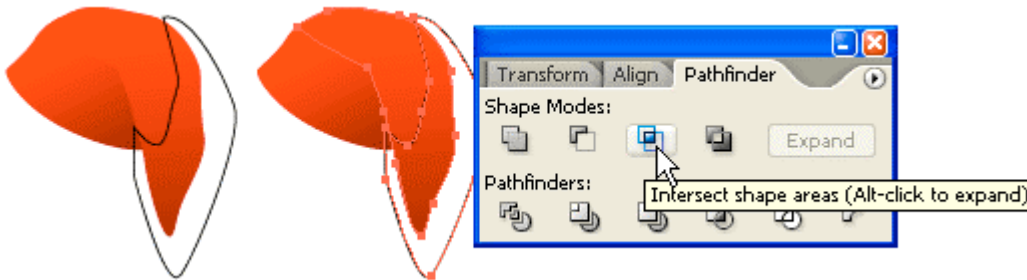 Transform Align Pathfinder
Shape Modes:
Expand
Pathfinders:
Intersect shape areas (Alt-click to expand)